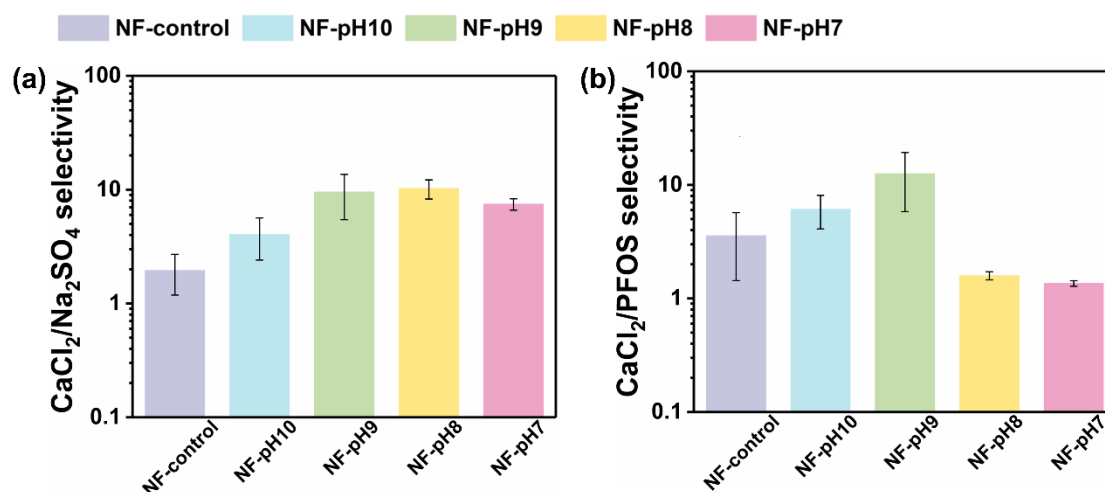 NF-control NF-pH10 NF-pH9 NF-pH8 NF-pH7
(a)
CaCl₂/Na₂SO₄ selectivity
100
10
1
0.1
NF-control NF-pH10 NF-pH9 NF-pH8 NF-pH7
(b)
CaCl₂/PFOS selectivity
100
10
1
0.1
NF-control NF-pH10 NF-pH9 NF-pH8 NF-pH7